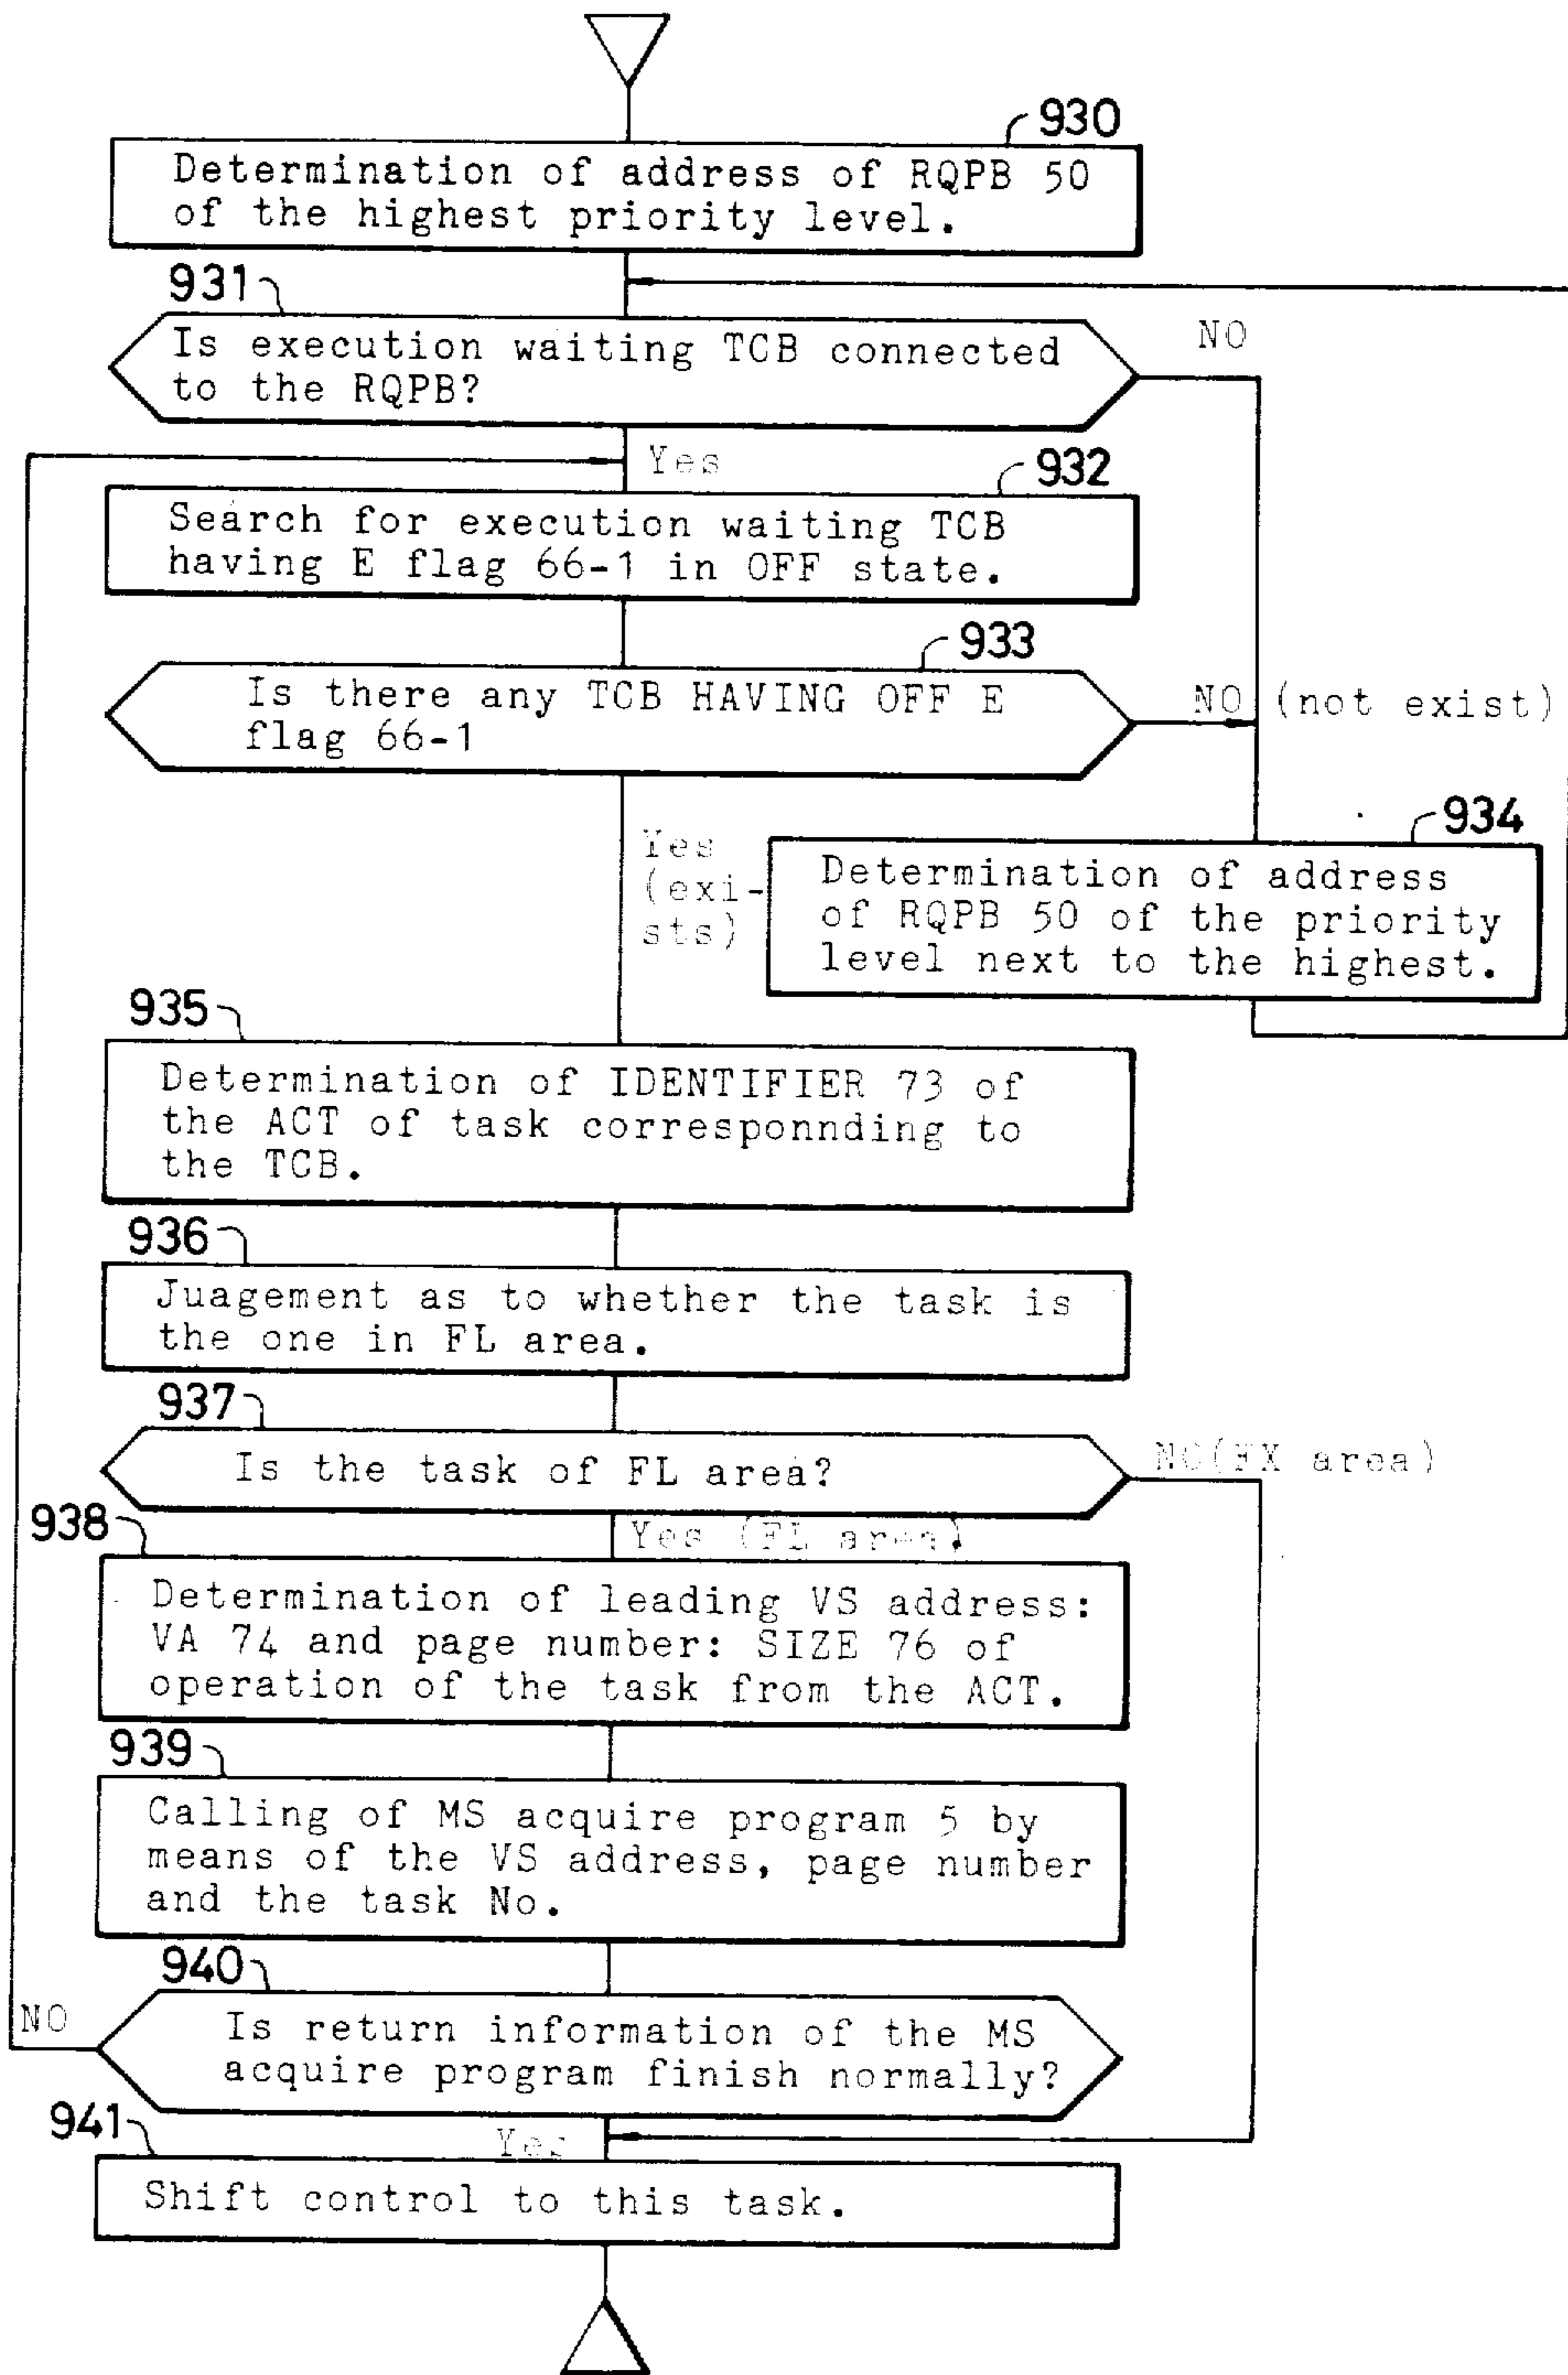 930
Determination of address of RQPB 50
of the highest priority level.
931
Is execution waiting TCB connected
to the RQPB?
NO
Yes
932
Search for execution waiting TCB
having E flag 66-1 in OFF state.
933
Is there any TCB HAVING OFF E
flag 66-1
NO (not exist)
Yes
(exi-
sts)
934
Determination of address
of RQPB 50 of the priority
level next to the highest.
935
Determination of IDENTIFIER 73 of
the ACT of task corresponnding to
the TCB.
936
Juagement as to whether the task is
the one in FL area.
937
Is the task of FL area?
NO(FX area)
Yes (FL area)
938
Determination of leading VS address:
VA 74 and page number: SIZE 76 of
operation of the task from the ACT.
939
Calling of MS acquire program 5 by
means of the VS address, page number
and the task No.
940
NO
Is return information of the MS
acquire program finish normally?
941
Yes
Shift control to this task.